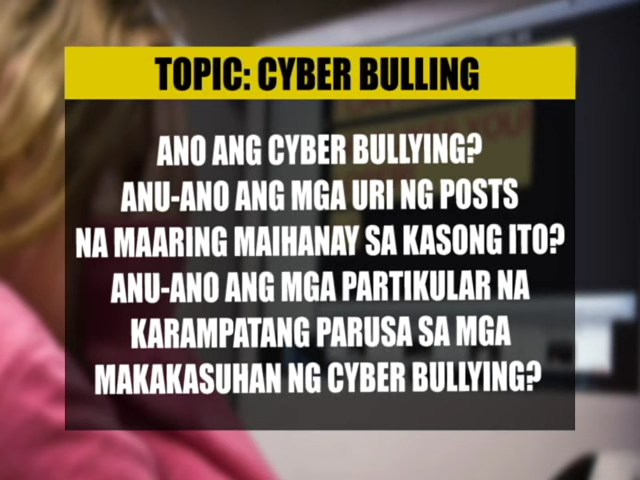 TOPIC: CYBER BULLING
ANO ANG CYBER BULLYING?
ANU-ANO ANG MGA URI NG POSTS
NA MAARING MAIHANAY SA KASONG ITO?
ANU-ANO ANG MGA PARTIKULAR NA
KARAMPATANG PARUSA SA MGA
MAKAKASUHAN NG CYBER BULLYING?